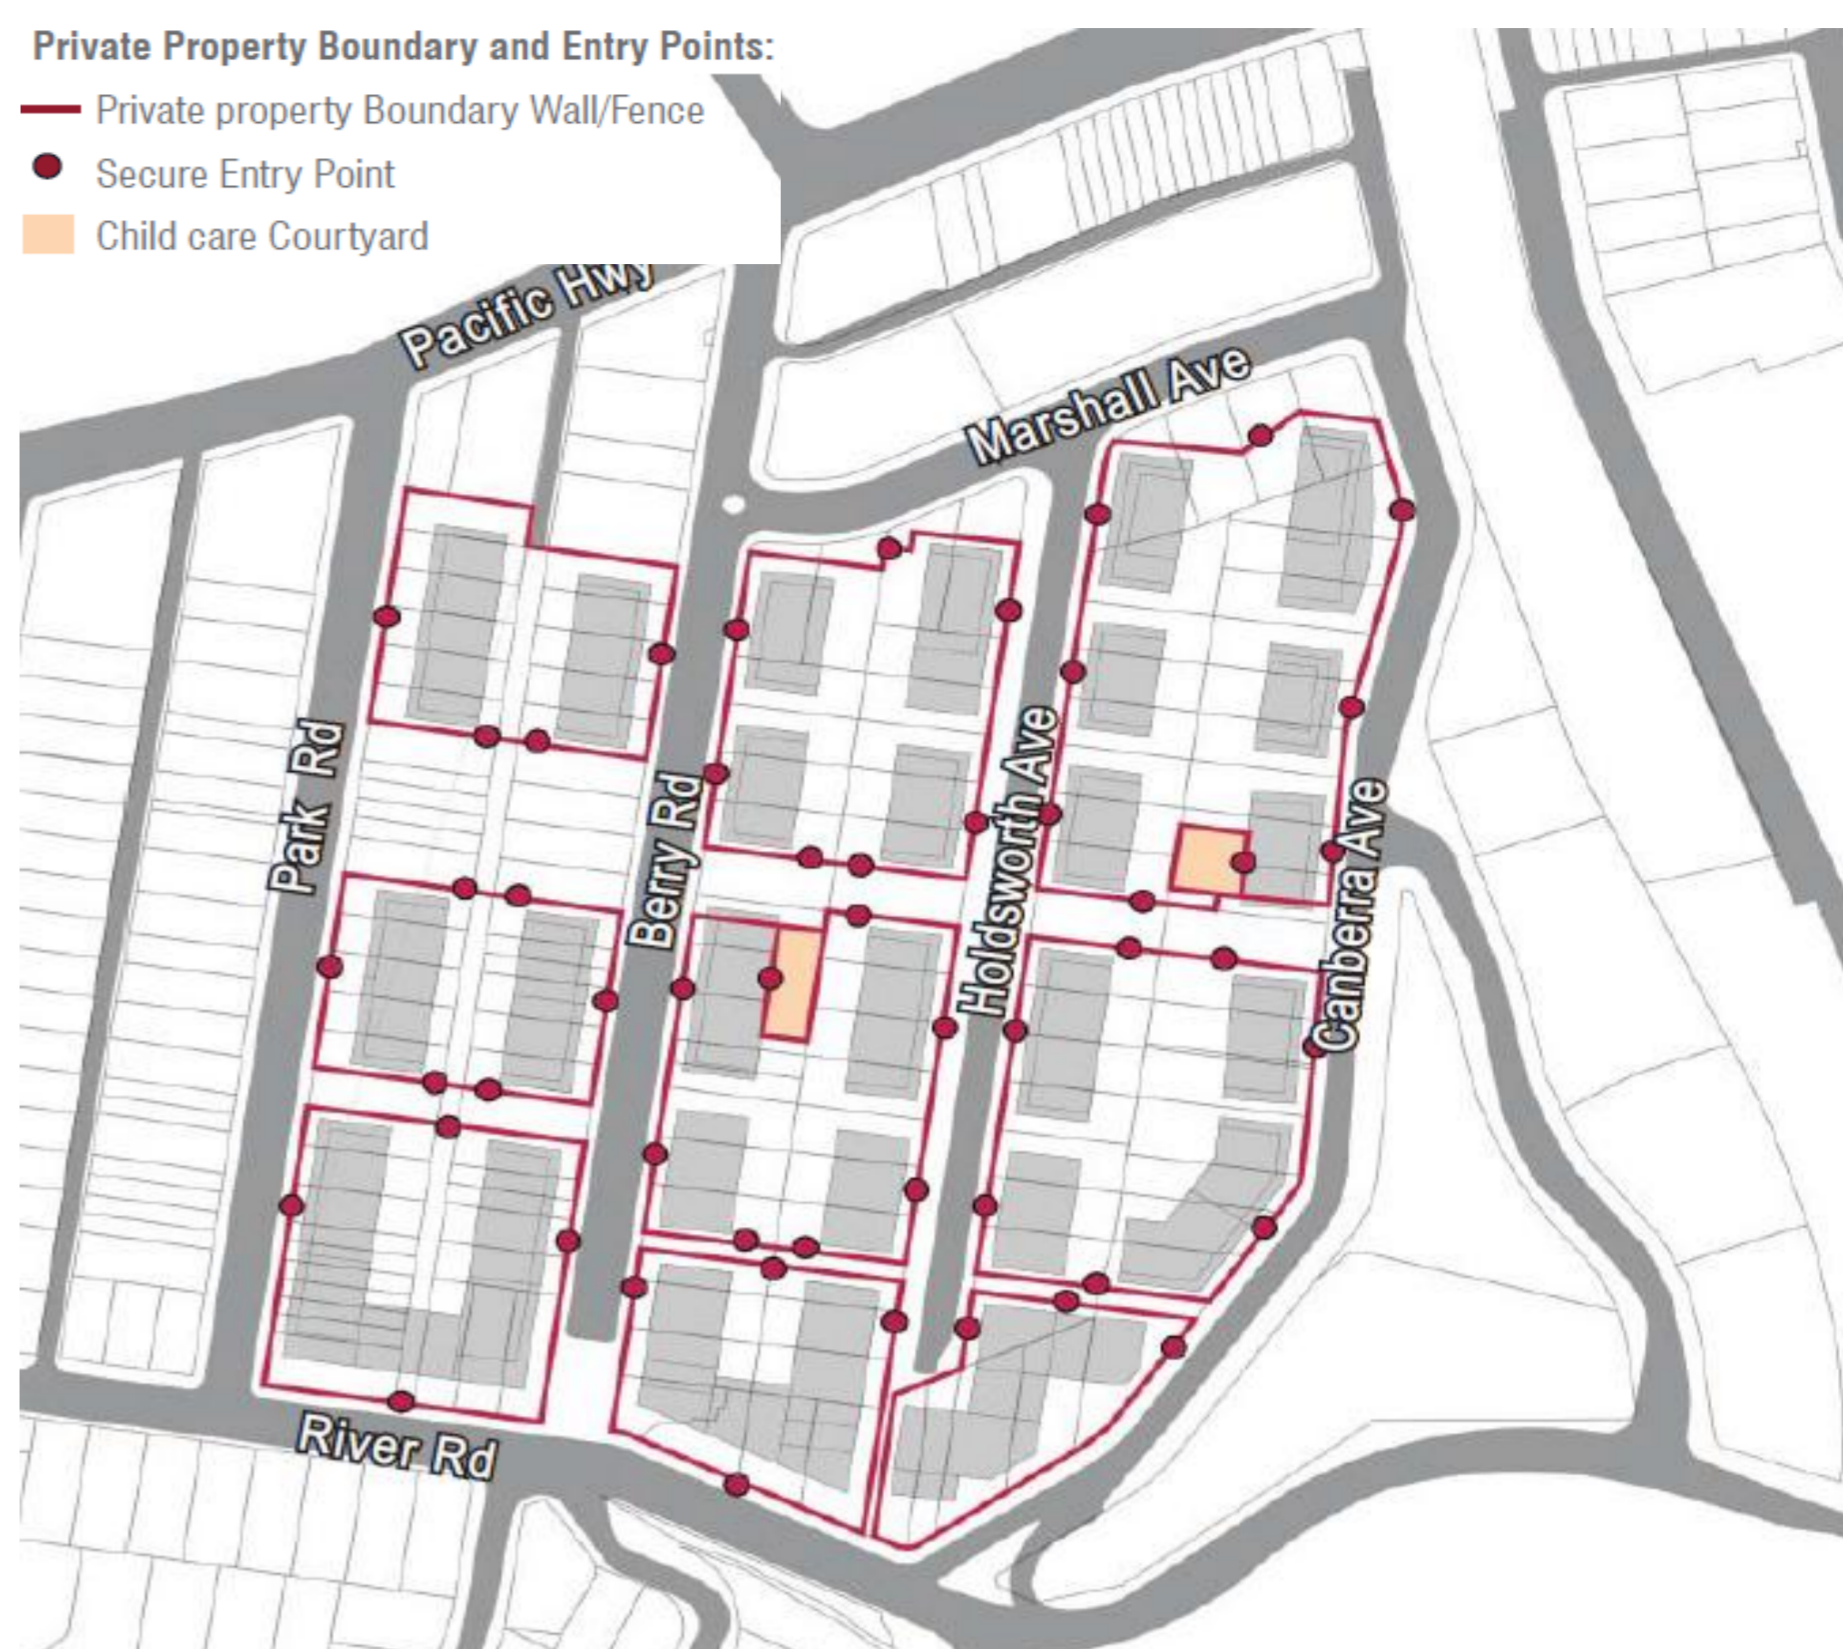 Private Property Boundary and Entry Points:
Private property Boundary Wall/Fence
Secure Entry Point
Child care Courtyard
Pacific Hwy
Marshall Ave
Park Rd
Berry Rd
Holdsworth Ave
Canberra Ave
River Rd